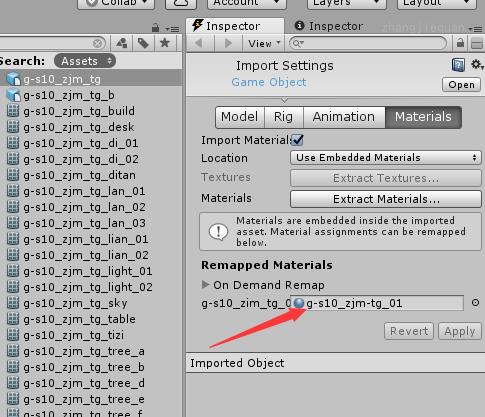 Collab
Account
Layers
Layout
Search: Assets
g-s10_zjm_tg
g-s10_zjm_tg_b
g-s10_zjm_tg_build
g-s10_zjm_tg_desk
g-s10_zjm_tg_di_01
g-s10_zjm_tg_di_02
g-s10_zjm_tg_ditan
g-s10_zjm_tg_lan_01
g-s10_zjm_tg_lan_02
g-s10_zjm_tg_lan_03
g-s10_zjm_tg_lian_01
g-s10_zjm_tg_lian_02
g-s10_zjm_tg_light_01
g-s10_zjm_tg_light_02
g-s10_zjm_tg_sky
g-s10_zjm_tg_table
g-s10_zjm_tg_tizi
g-s10_zjm_tg_tree_a
g-s10_zjm_tg_tree_b
g-s10_zjm_tg_tree_d
g-s10_zjm_tg_tree_e
g-s10_zjm_tg_tree_f
Inspector
zhangjiequan
View
Import Settings
Game Object
Open
Model Rig Animation Materials
Import Materials
Location Use Embedded Materials
Textures Extract Textures...
Materials Extract Materials...
Materials are embedded inside the imported
asset. Material assignments can be remapped
below.
Remapped Materials
On Demand Remap
g-s10_zim_tg_0 g-s10_zjm-tg_01
Revert Apply
Imported Object